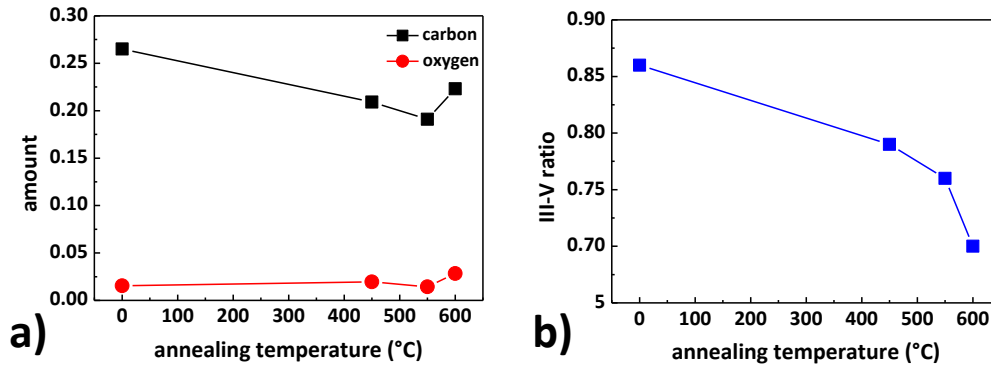 0.30
0.25
0.20
0.15
0.10
0.05
0.00
amount
carbon
oxygen
0 100 200 300 400 500 600
annealing temperature (°C)
a)
0.90
0.85
0.80
0.75
0.70
5
III-V ratio
0 100 200 300 400 500 600
annealing temperature (°C)
b)